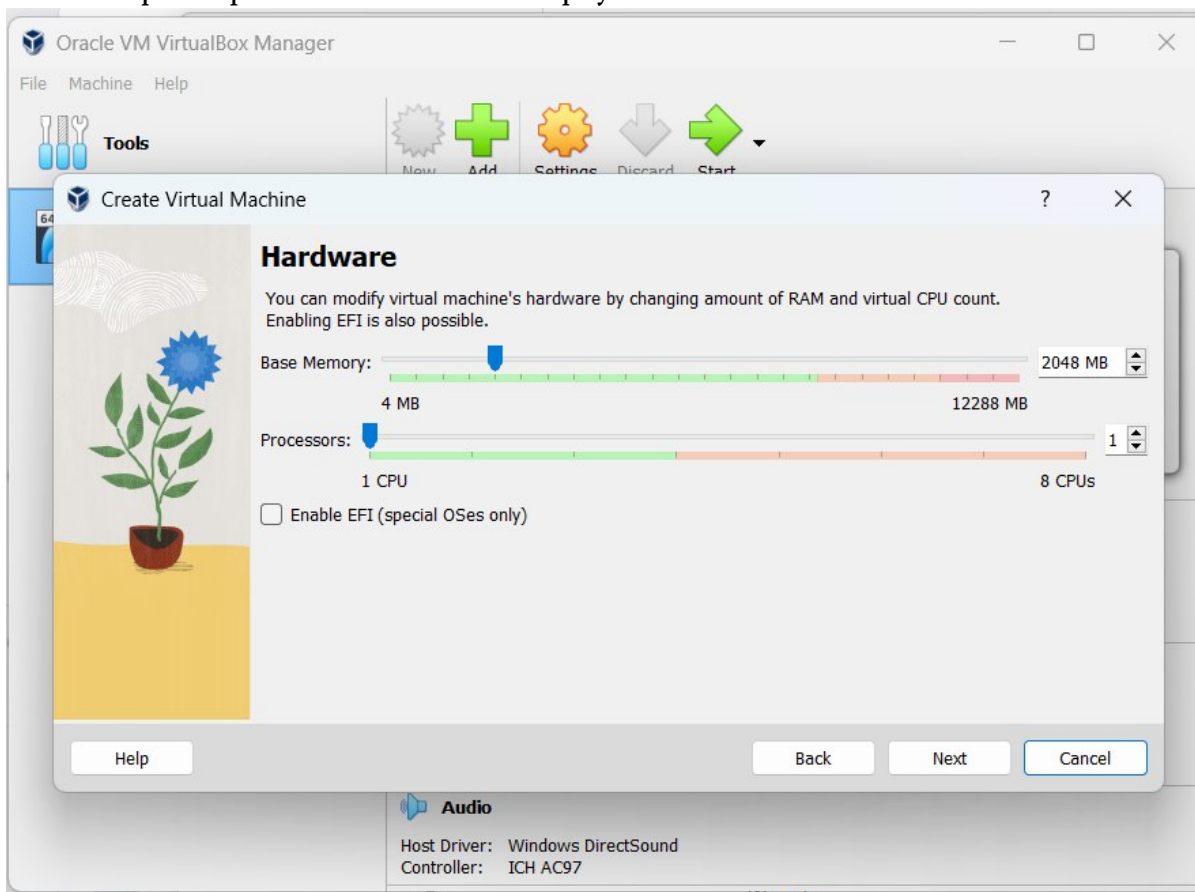 Oracle VM VirtualBox Manager
File Machine Help
Tools
New Add Settings Discard Start
64
Create Virtual Machine
?
Hardware
You can modify virtual machine's hardware by changing amount of RAM and virtual CPU count.
Enabling EFI is also possible.
Base Memory: 2048 MB
4 MB 12288 MB
Processors: 1
1 CPU 8 CPUs
Enable EFI (special OSes only)
Help Back Next Cancel
Audio
Host Driver: Windows DirectSound
Controller: ICH AC97